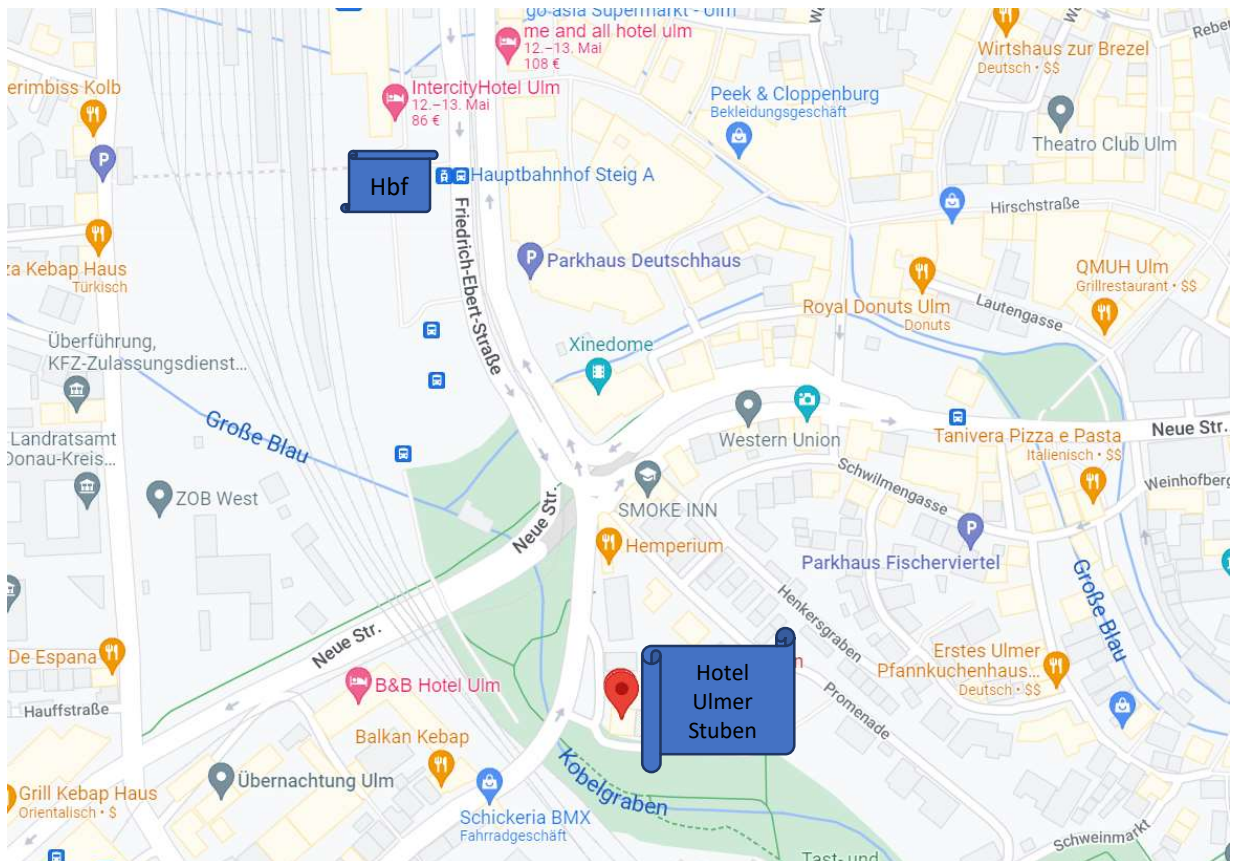 go asia Supermarkt - Ulm
me and all hotel ulm
12.–13. Mai
108 €
IntercityHotel Ulm
12.–13. Mai
86 €
Wirtshaus zur Brezel
Deutsch • $$
erimbiss Kolb
Peek & Cloppenburg
Bekleidungsgeschäft
Theatro Club Ulm
P
Hbf
Hauptbahnhof Steig A
Hirschstraße
Friedrich-Ebert-Straße
za Kebap Haus
Türkisch
P
Parkhaus Deutschhaus
QMUH Ulm
Grillrestaurant • $$
Royal Donuts Ulm
Donuts
Lautengasse
Überführung,
KFZ-Zulassungsdienst...
Xinedome
Große Blau
Western Union
Tanivera Pizza e Pasta
Italienisch • $$
Neue Str.
Landratsamt
Donau-Kreis...
ZOB West
SMOKE INN
Schwilmengasse
Weinhofberg
Neue Str.
Hemperium
P
Parkhaus Fischerviertel
Große Blau
Henkersgraben
Neue Str.
De Espana
Hauffstraße
B&B Hotel Ulm
Hotel
Ulmer
Stuben
Erstes Ulmer
Pfannkuchenhaus...
Deutsch • $$
Promenade
Balkan Kebap
Übernachtung Ulm
Kobelgraben
Grill Kebap Haus
Orientalisch • $
Schickeria BMX
Fahrradgeschäft
Schweinmarkt
Tast- und